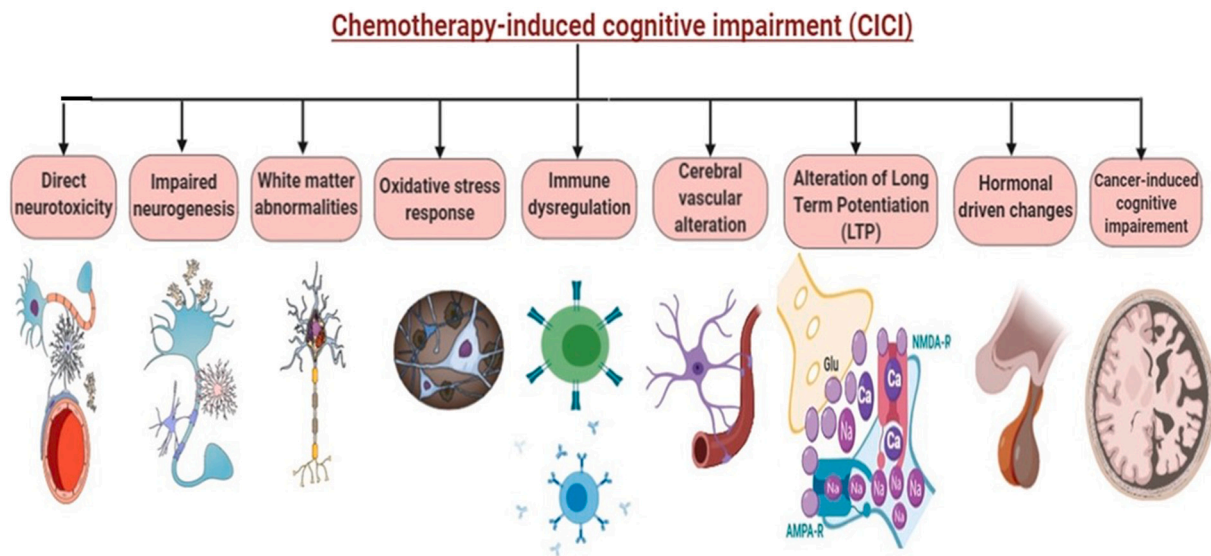 Chemotherapy-induced cognitive impairment (CICI)
Direct
neurotoxicity
Impaired
neurogenesis
White matter
abnormalities
Oxidative stress
response
Immune
dysregulation
Cerebral
vascular
alteration
Alteration of Long
Term Potentiation
(LTP)
Hormonal
driven changes
Cancer-induced
cognitive
impairement
NMDA-R
Glu
Ca
Ca
Na
Ca
Na
Na
Na
Na
Na
Na
AMPA-R